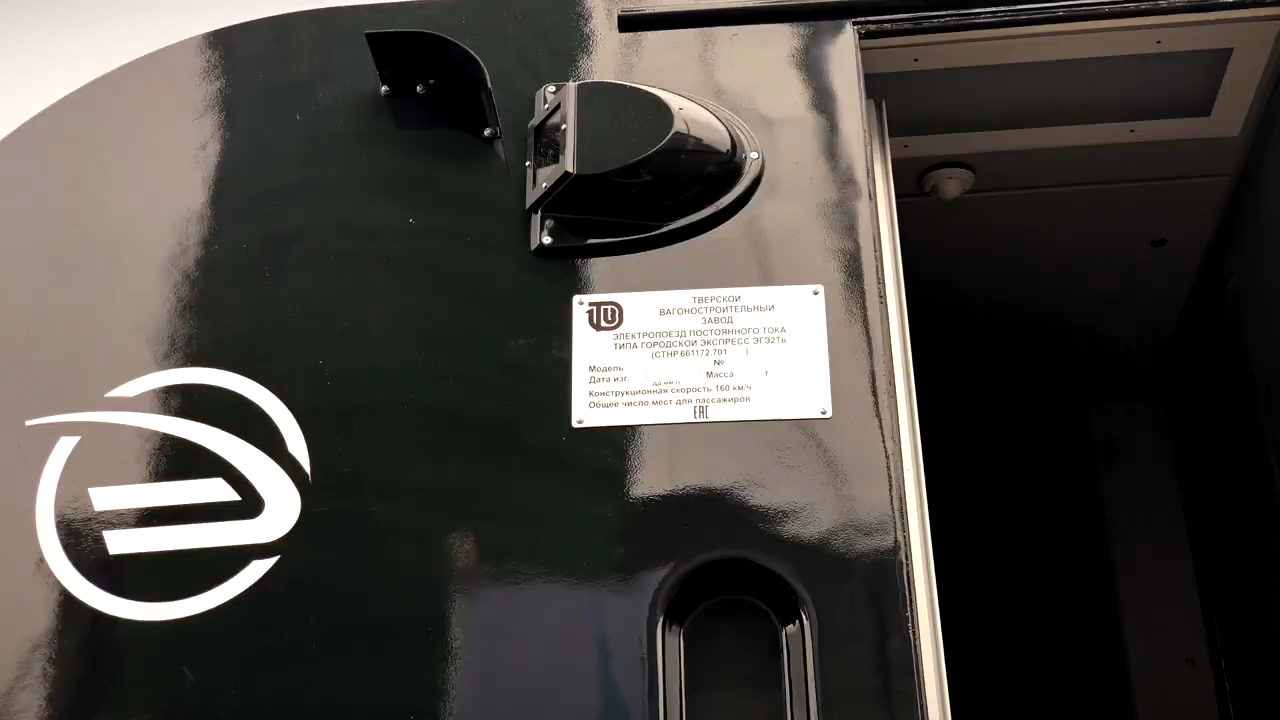 ТВЕРСКОЙ
ВАГОНОСТРОИТЕЛЬНЫЙ
ЗАВОД
ЭЛЕКТРОПОЕЗД ПОСТОЯННОГО ТОКА
ТИПА ГОРОДСКОЙ ЭКСПРЕСС ЭГЭ2Тв
(СТНР 661172.701 )
Модель №
Дата изг. Масса т
Конструкционная скорость 160 км/ч
Общее число мест для пассажиров
EAC